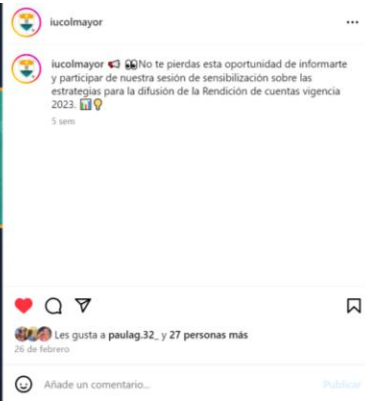 iucolmayor
iucolmayor 📢 👀No te pierdas esta oportunidad de informarte
y participar de nuestra sesión de sensibilización sobre las
estrategias para la difusión de la Rendición de cuentas vigencia
2023. 📊💡
5 sem
Les gusta a paulag.32_ y 27 personas más
26 de febrero
Añade un comentario...
Publicar